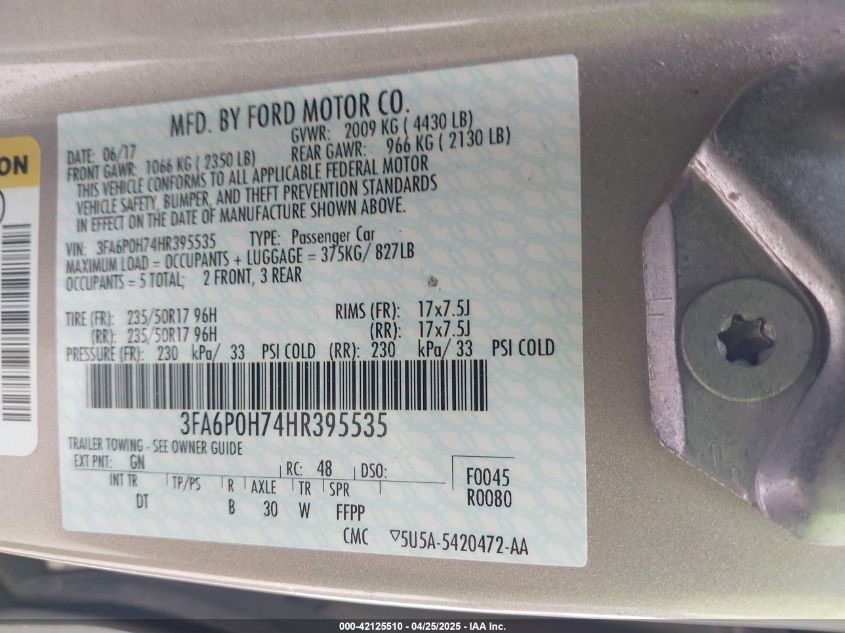 ON
MFD. BY FORD MOTOR CO.
DATE: 06/17 GVWR: 2009 KG ( 4430 LB)
FRONT GAWR: 1066 KG ( 2350 LB) REAR GAWR: 966 KG ( 2130 LB)
THIS VEHICLE CONFORMS TO ALL APPLICABLE FEDERAL MOTOR
VEHICLE SAFETY, BUMPER, AND THEFT PREVENTION STANDARDS
IN EFFECT ON THE DATE OF MANUFACTURE SHOWN ABOVE.
VIN: 3FA6P0H74HR395535 TYPE: Passenger Car
MAXIMUM LOAD = OCCUPANTS + LUGGAGE = 375KG/ 827LB
OCCUPANTS = 5 TOTAL; 2 FRONT, 3 REAR
TIRE (FR): 235/50R17 96H RIMS (FR): 17x7.5J
(RR): 235/50R17 96H (RR): 17x7.5J
PRESSURE (FR): 230 kPa/ 33 PSI COLD (RR): 230 kPa/ 33 PSI COLD
3FA6P0H74HR395535
TRAILER TOWING - SEE OWNER GUIDE
EXT PNT: GN RC: 48 DSO: F0045
INT TR TP/PS R AXLE TR SPR R0080
DT B 30 W FFPP
CMC ▽5U5A-5420472-AA
000-42125510 - 04/25/2025 - IAA Inc.